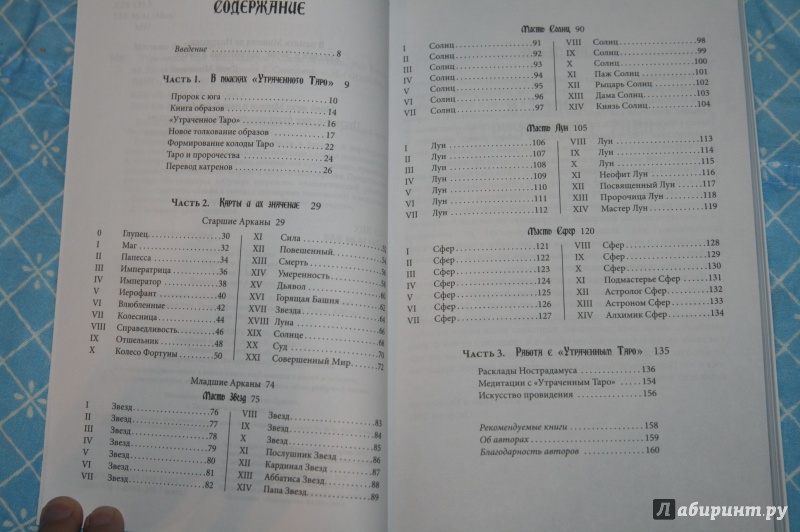 СОДЕРЖАНИЕ
Введение 8
Часть 1. В поисках «Утраченного Таро» 9
Пророк с юга 10
Книга образов 14
«Утраченное Таро» 16
Новое толкование образов 17
Формирование колоды Таро 22
Таро и пророчества 24
Перевод катренов 26
Часть 2. Карты и их значение 29
Старшие Арканы 29
0 Глупец 30
I Маг 32
II Папесса 34
III Императрица 36
IV Император 38
V Иерофант 40
VI Влюбленные 42
VII Колесница 44
VIII Справедливость 46
IX Отшельник 48
X Колесо Фортуны 50
XI Сила
XII Повешенный
XIII Смерть
XIV Умеренность
XV Дьявол
XVI Горящая Башня
XVII Звезда
XVIII Луна
XIX Солнце
XX Суд
XXI Совершенный Мир 72
Младшие Арканы 74
Масть Звезд 75
I Звезд 76
II Звезд 77
III Звезд 78
IV Звезд 79
V Звезд 80
VI Звезд 81
VII Звезд 82
VIII Звезд 83
IX Звезд 84
X Звезд 85
XI Послушник Звезд 86
XII Кардинал Звезд 87
XIII Аббатиса Звезд 88
XIV Папа Звезд 89
Масть Солнц 90
I Солнц 91
II Солнц 92
III Солнц 93
IV Солнц 94
V Солнц 95
VI Солнц 96
VII Солнц 97
VIII Солнц 98
IX Солнц 99
X Солнц 100
XI Паж Солнц 101
XII Рыцарь Солнц 102
XIII Дама Солнц 103
XIV Князь Солнц 104
Масть Лун 105
I Лун 106
II Лун 107
III Лун 108
IV Лун 109
V Лун 110
VI Лун 111
VII Лун 112
VIII Лун 113
IX Лун 114
X Лун 115
XI Неофит Лун 116
XII Посвященный Лун 117
XIII Пророчица Лун 118
XIV Мастер Лун 119
Масть Сфер 120
I Сфер 121
II Сфер 122
III Сфер 123
IV Сфер 124
V Сфер 125
VI Сфер 126
VII Сфер 127
VIII Сфер 128
IX Сфер 129
X Сфер 130
XI Подмастерье Сфер 131
XII Астролог Сфер 132
XIII Астроном Сфер 133
XIV Алхимик Сфер 134
Часть 3. Работа с «Утраченным Таро» 135
Расклады Нострадамуса 136
Медитации с «Утраченным Таро» 154
Искусство провидения 156
Рекомендуемые книги 158
Об авторах 159
Благодарность авторов 160
Лабиринт.ру